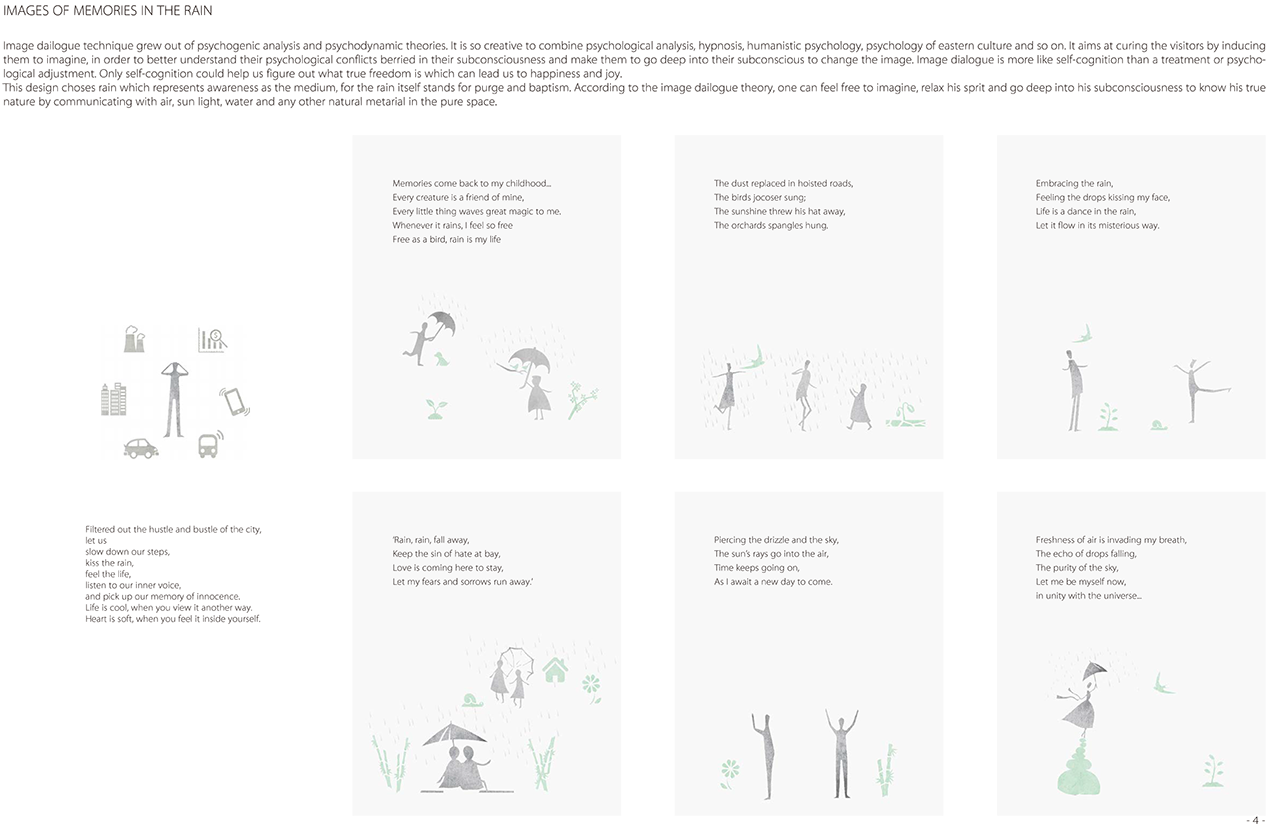 IMAGES OF MEMORIES IN THE RAIN
Image dailogue technique grew out of psychogenic analysis and psychodynamic theories. It is so creative to combine psychological analysis, hypnosis, humanistic psychology, psychology of eastern culture and so on. It aims at curing the visitors by inducing
them to imagine, in order to better understand their psychological conflicts berried in their subconsciousness and make them to go deep into their subconscious to change the image. Image dialogue is more like self-cognition than a treatment or psycho-
logical adjustment. Only self-cognition could help us figure out what true freedom is which can lead us to happiness and joy.
This design choses rain which represents awareness as the medium, for the rain itself stands for purge and baptism. According to the image dailogue theory, one can feel free to imagine, relax his sprit and go deep into his subconsciousness to know his true
nature by communicating with air, sun light, water and any other natural metarial in the pure space.
Memories come back to my childhood...
Every creature is a friend of mine,
Every little thing waves great magic to me.
Whenever it rains, I feel so free
Free as a bird, rain is my life
The dust replaced in hoisted roads,
The birds jocoser sung;
The sunshine threw his hat away,
The orchards spangles hung.
Embracing the rain,
Feeling the drops kissing my face,
Life is a dance in the rain,
Let it flow in its misterious way.
Filtered out the hustle and bustle of the city,
let us
slow down our steps,
kiss the rain,
feel the life,
listen to our inner voice,
and pick up our memory of innocence.
Life is cool, when you view it another way.
Heart is soft, when you feel it inside yourself.
'Rain, rain, fall away,
Keep the sin of hate at bay,
Love is coming here to stay,
Let my fears and sorrows run away.'
Piercing the drizzle and the sky,
The sun's rays go into the air,
Time keeps going on,
As I await a new day to come.
Freshness of air is invading my breath,
The echo of drops falling,
The purity of the sky,
Let me be myself now,
in unity with the universe...
- 4 -